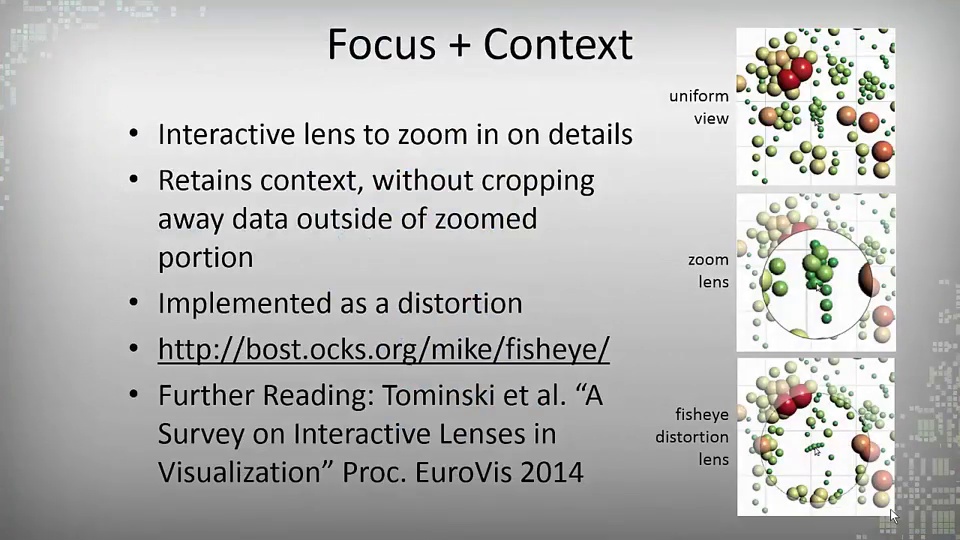 Focus + Context
• Interactive lens to zoom in on details
• Retains context, without cropping
away data outside of zoomed
portion
• Implemented as a distortion
• http://bost.ocks.org/mike/fisheye/
• Further Reading: Tominski et al. “A
Survey on Interactive Lenses in
Visualization” Proc. EuroVis 2014
uniform
view
zoom
lens
fisheye
distortion
lens